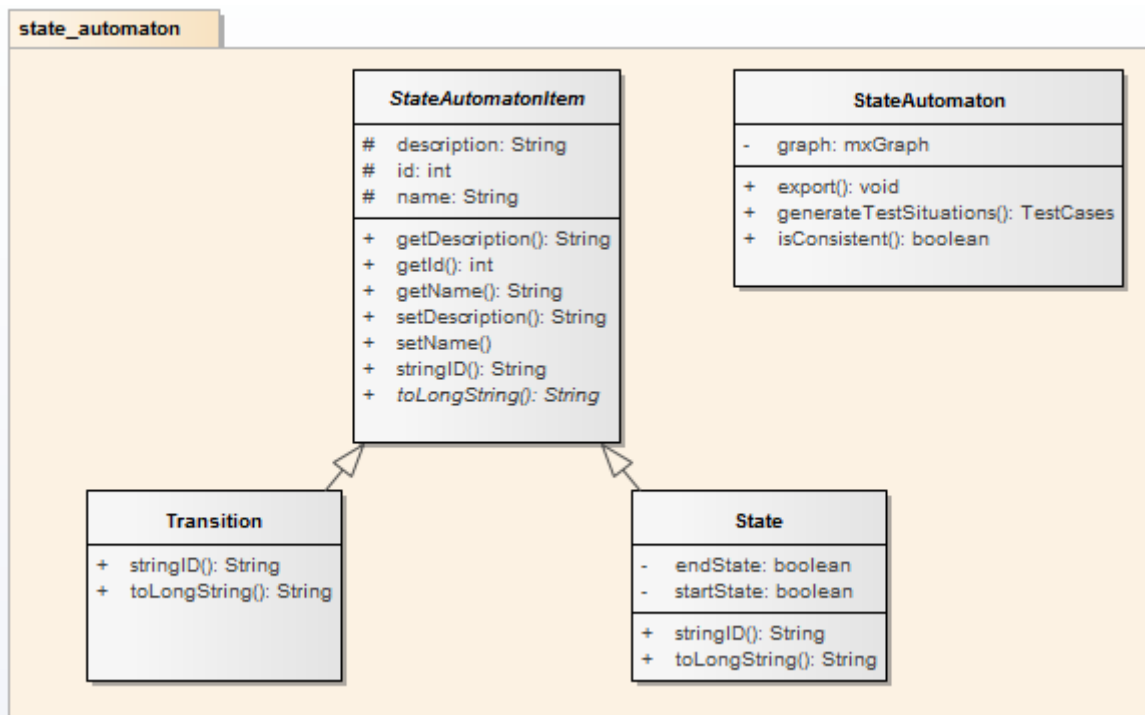 state_automaton
StateAutomatonItem
# description: String
# id: int
# name: String
+ getDescription(): String
+ getId(): int
+ getName(): String
+ setDescription(): String
+ setName()
+ stringID(): String
+ toLongString(): String
StateAutomaton
- graph: mxGraph
+ export(): void
+ generateTestSituations(): TestCases
+ isConsistent(): boolean
Transition
+ stringID(): String
+ toLongString(): String
State
- endState: boolean
- startState: boolean
+ stringID(): String
+ toLongString(): String